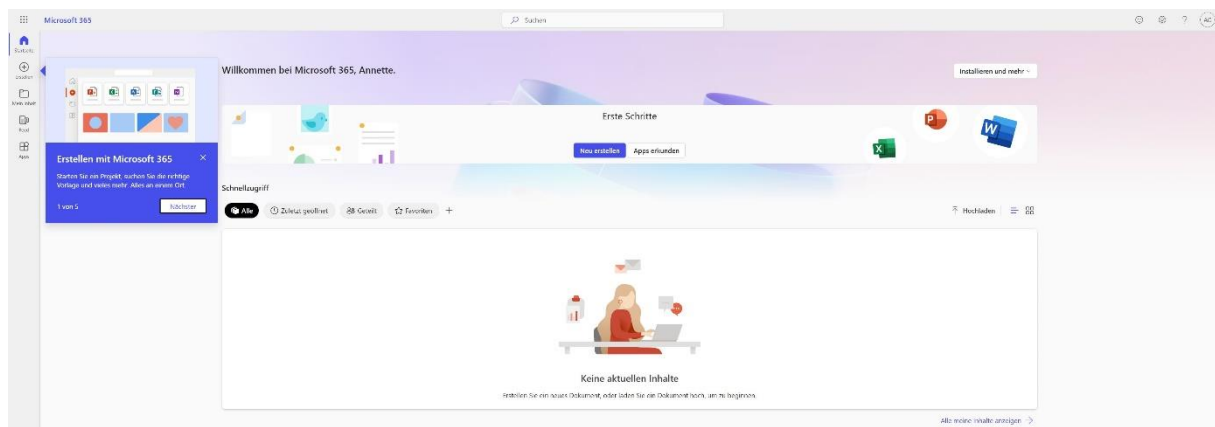 Microsoft 365
Suchen
?
AC
Startseite
Erstellen
Mein Inhalt
Feed
Apps
Erstellen mit Microsoft 365
Starten Sie ein Projekt, suchen Sie die richtige
Vorlage und vieles mehr. Alles an einem Ort.
1 von 5
Nächster
Willkommen bei Microsoft 365, Annette.
Installieren und mehr
Erste Schritte
Neu erstellen
Apps erkunden
P
W
X
Schnellzugriff
Alle
Zuletzt geöffnet
Geteilt
Favoriten
+
Hochladen
Keine aktuellen Inhalte
Erstellen Sie ein neues Dokument, oder laden Sie ein Dokument hoch, um zu beginnen.
Alle meine Inhalte anzeigen